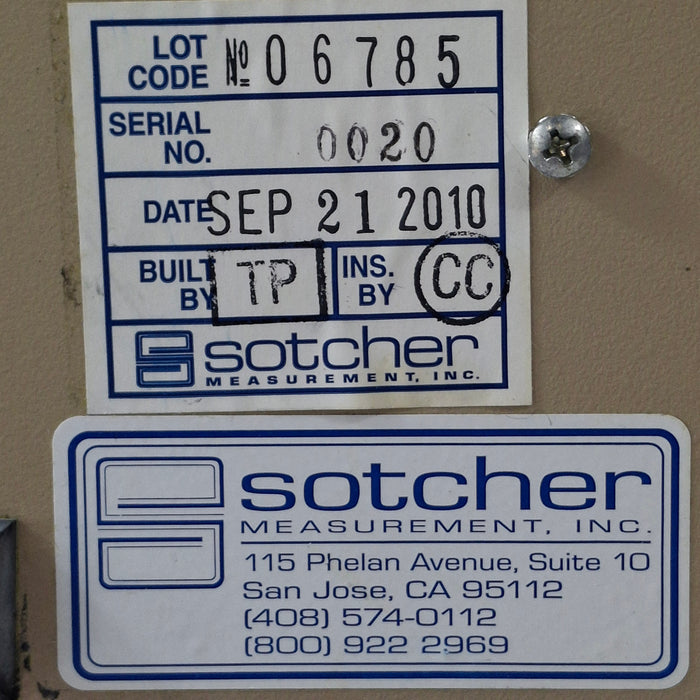 LOT CODE Nº 06785
SERIAL NO. 0020
DATE SEP 21 2010
BUILT BY TP INS. BY CC
sotcher
MEASUREMENT, INC.
sotcher
MEASUREMENT, INC.
115 Phelan Avenue, Suite 10
San Jose, CA 95112
(408) 574-0112
(800) 922 2969